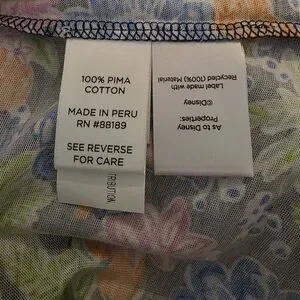 100% PIMA
COTTON
MADE IN PERU
RN #88189
SEE REVERSE
FOR CARE
TRIBUTION
As to Disney
Properties:
©Disney
Label made with
Recycled (100%) Material